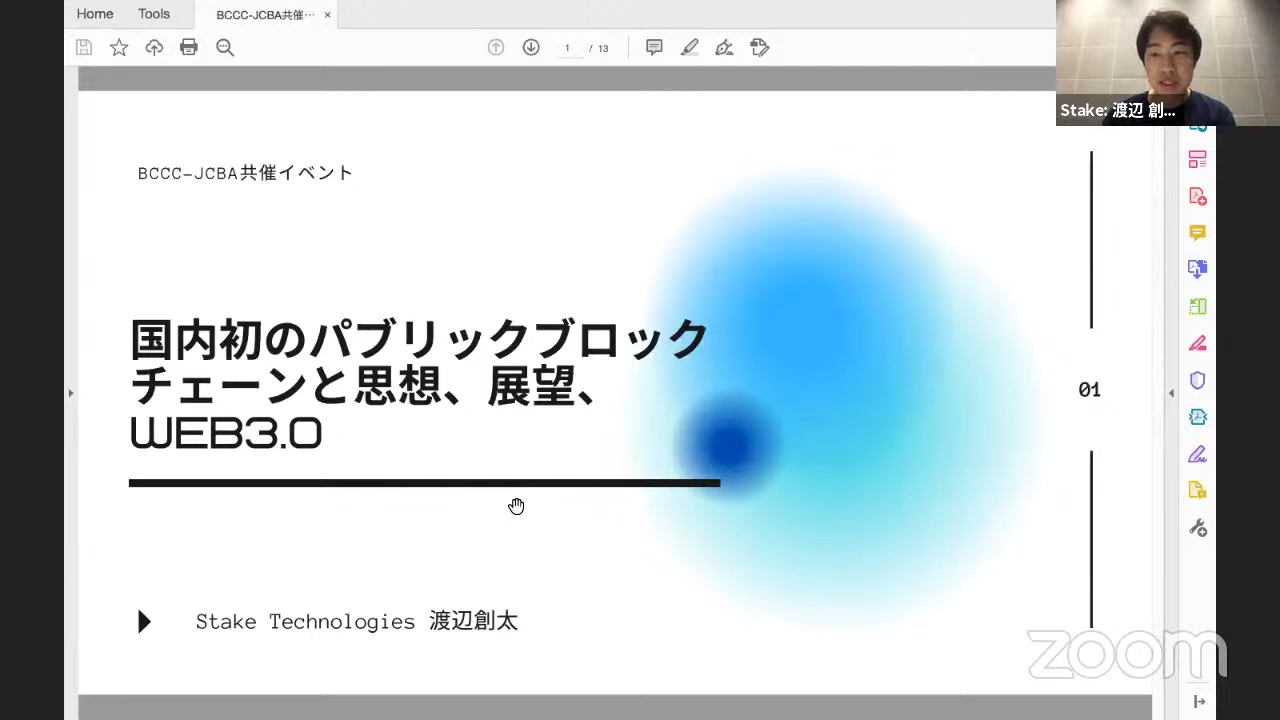 Home Tools BCCC-JCBA共催… ×
1 / 13
Stake: 渡辺 創...
BCCC-JCBA共催イベント
国内初のパブリックブロック
チェーンと思想、展望、
WEB3.0
01
Stake Technologies 渡辺創太
zoom